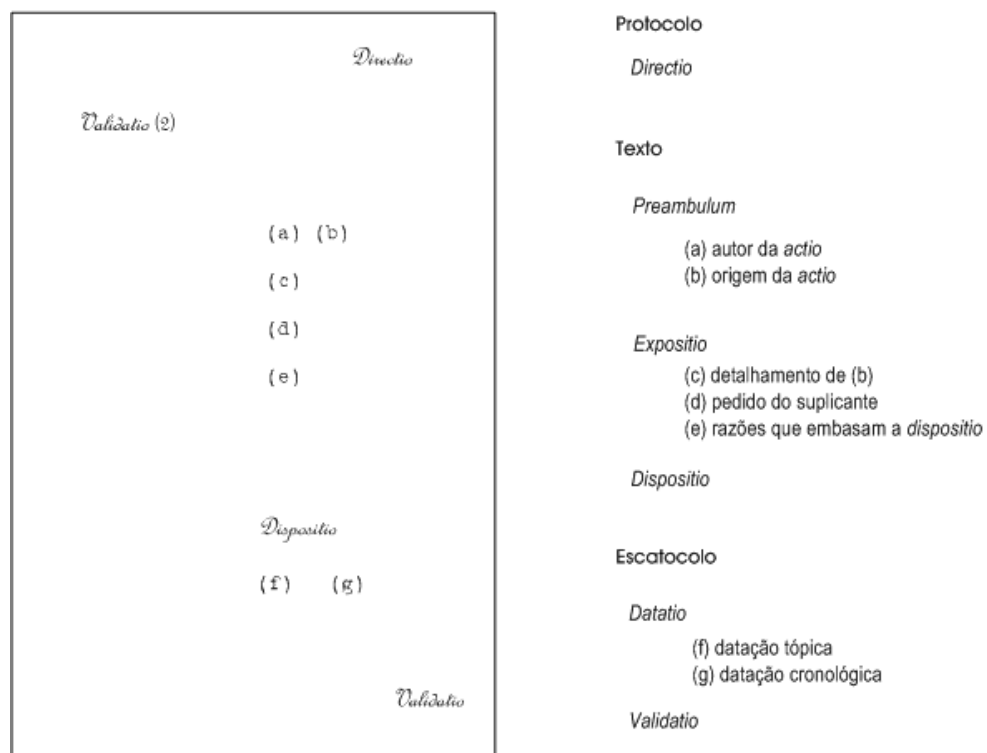 Directio
Validatio (2)
(a) (b)
(c)
(d)
(e)
Dispositio
(f) (g)
Validatio
Protocolo
Directio
Texto
Preambulum
(a) autor da actio
(b) origem da actio
Expositio
(c) detalhamento de (b)
(d) pedido do suplicante
(e) razões que embasam a dispositio
Dispositio
Escatocolo
Datatio
(f) datação tópica
(g) datação cronológica
Validatio